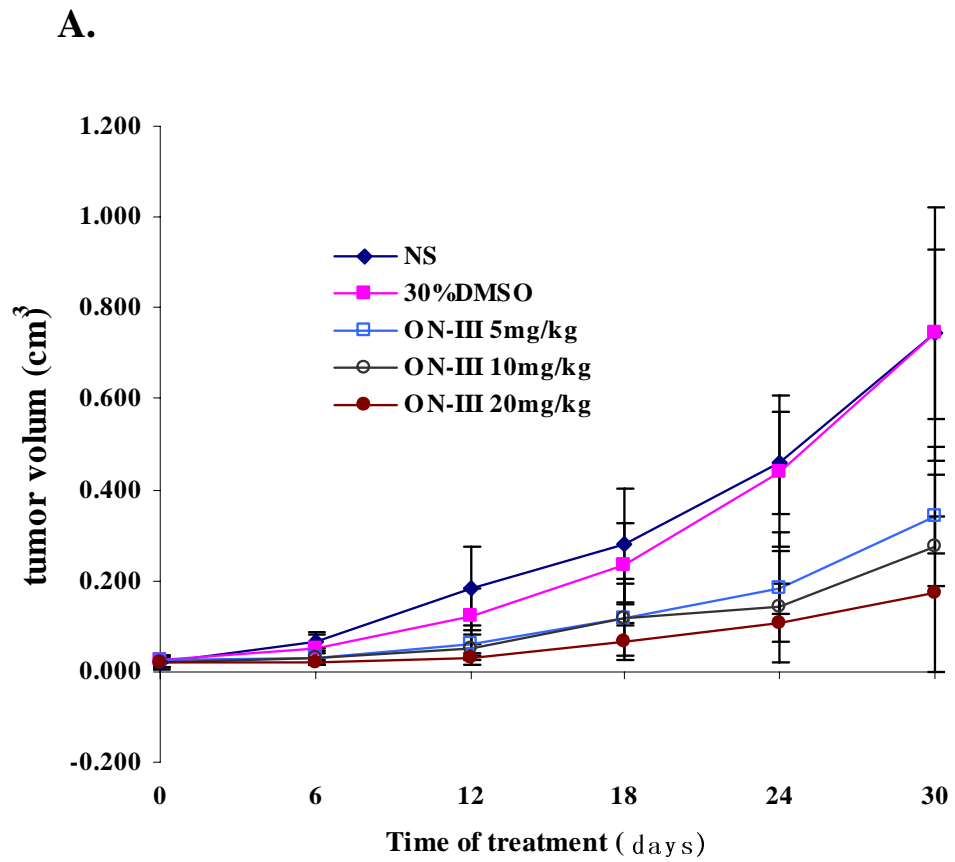 A.
1.200
1.000
0.800
0.600
0.400
0.200
0.000
-0.200
tumor volum (cm3)
NS
30%DMSO
ON-III 5mg/kg
ON-III 10mg/kg
ON-III 20mg/kg
0 6 12 18 24 30
Time of treatment ( days)